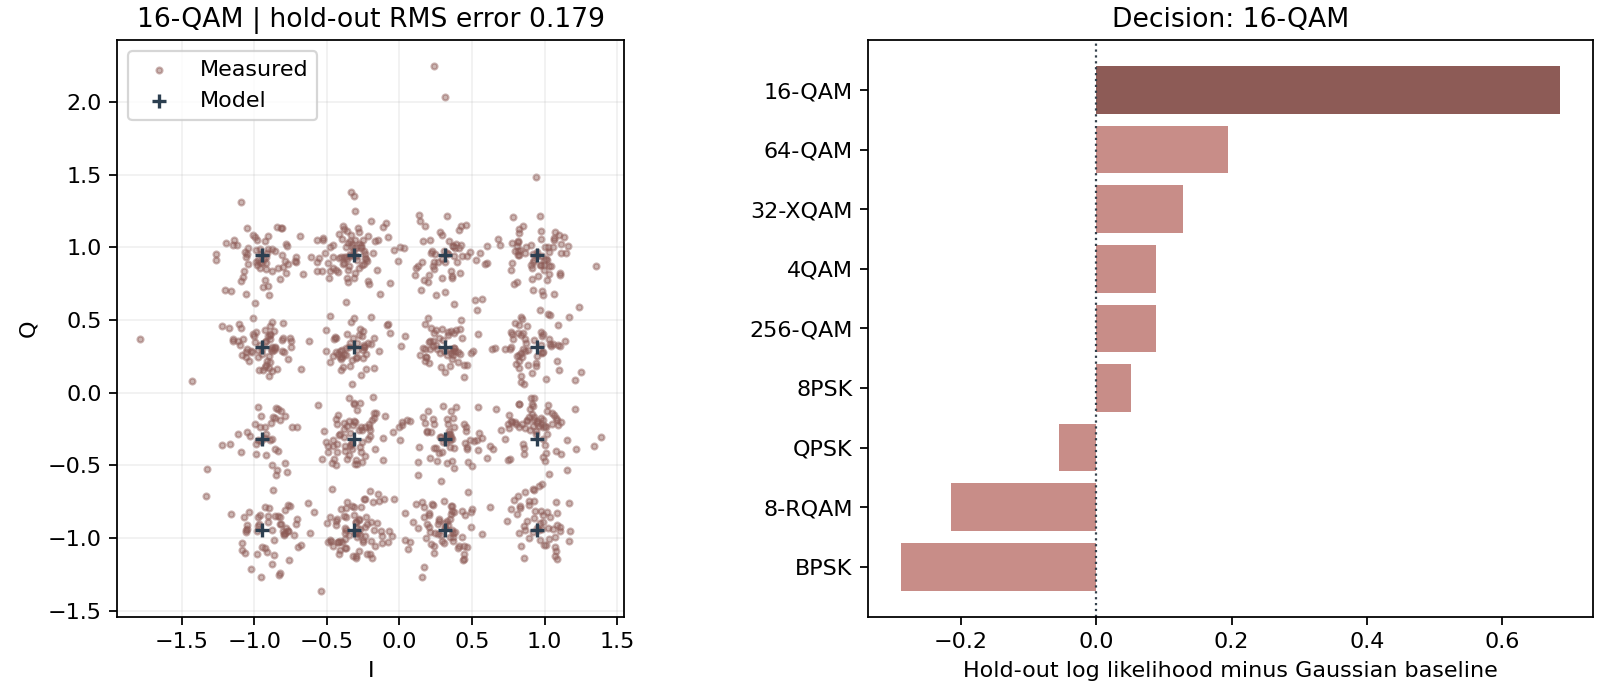 16-QAM | hold-out RMS error 0.179
Measured
Model
2.0
1.5
1.0
0.5
0.0
−0.5
−1.0
−1.5
Q
−1.5 −1.0 −0.5 0.0 0.5 1.0 1.5
I
Decision: 16-QAM
16-QAM
64-QAM
32-XQAM
4QAM
256-QAM
8PSK
QPSK
8-RQAM
BPSK
−0.2 0.0 0.2 0.4 0.6
Hold-out log likelihood minus Gaussian baseline